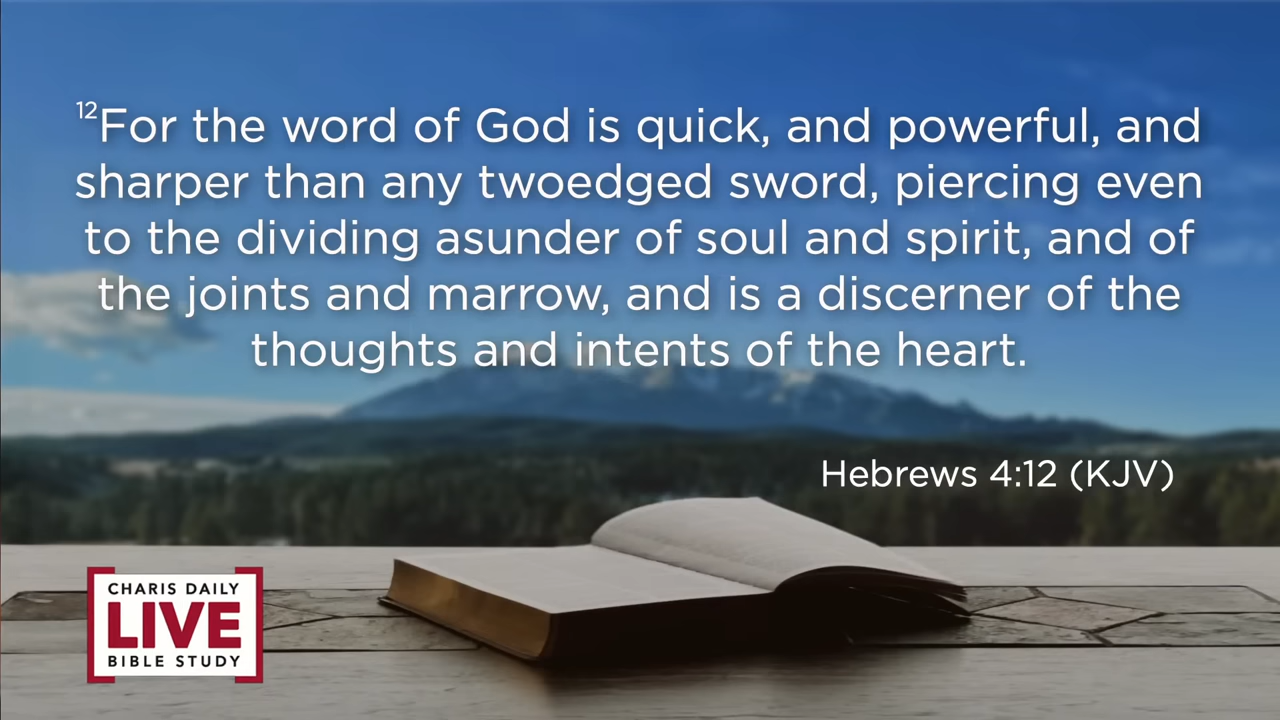 12For the word of God is quick, and powerful, and
sharper than any twoedged sword, piercing even
to the dividing asunder of soul and spirit, and of
the joints and marrow, and is a discerner of the
thoughts and intents of the heart.
Hebrews 4:12 (KJV)
CHARIS DAILY
LIVE
BIBLE STUDY